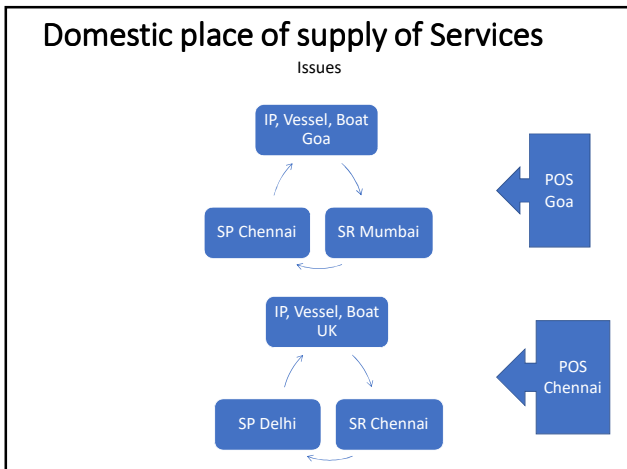 Domestic place of supply of Services
Issues
IP, Vessel, Boat
Goa
SP Chennai
SR Mumbai
POS
Goa
IP, Vessel, Boat
UK
SP Delhi
SR Chennai
POS
Chennai